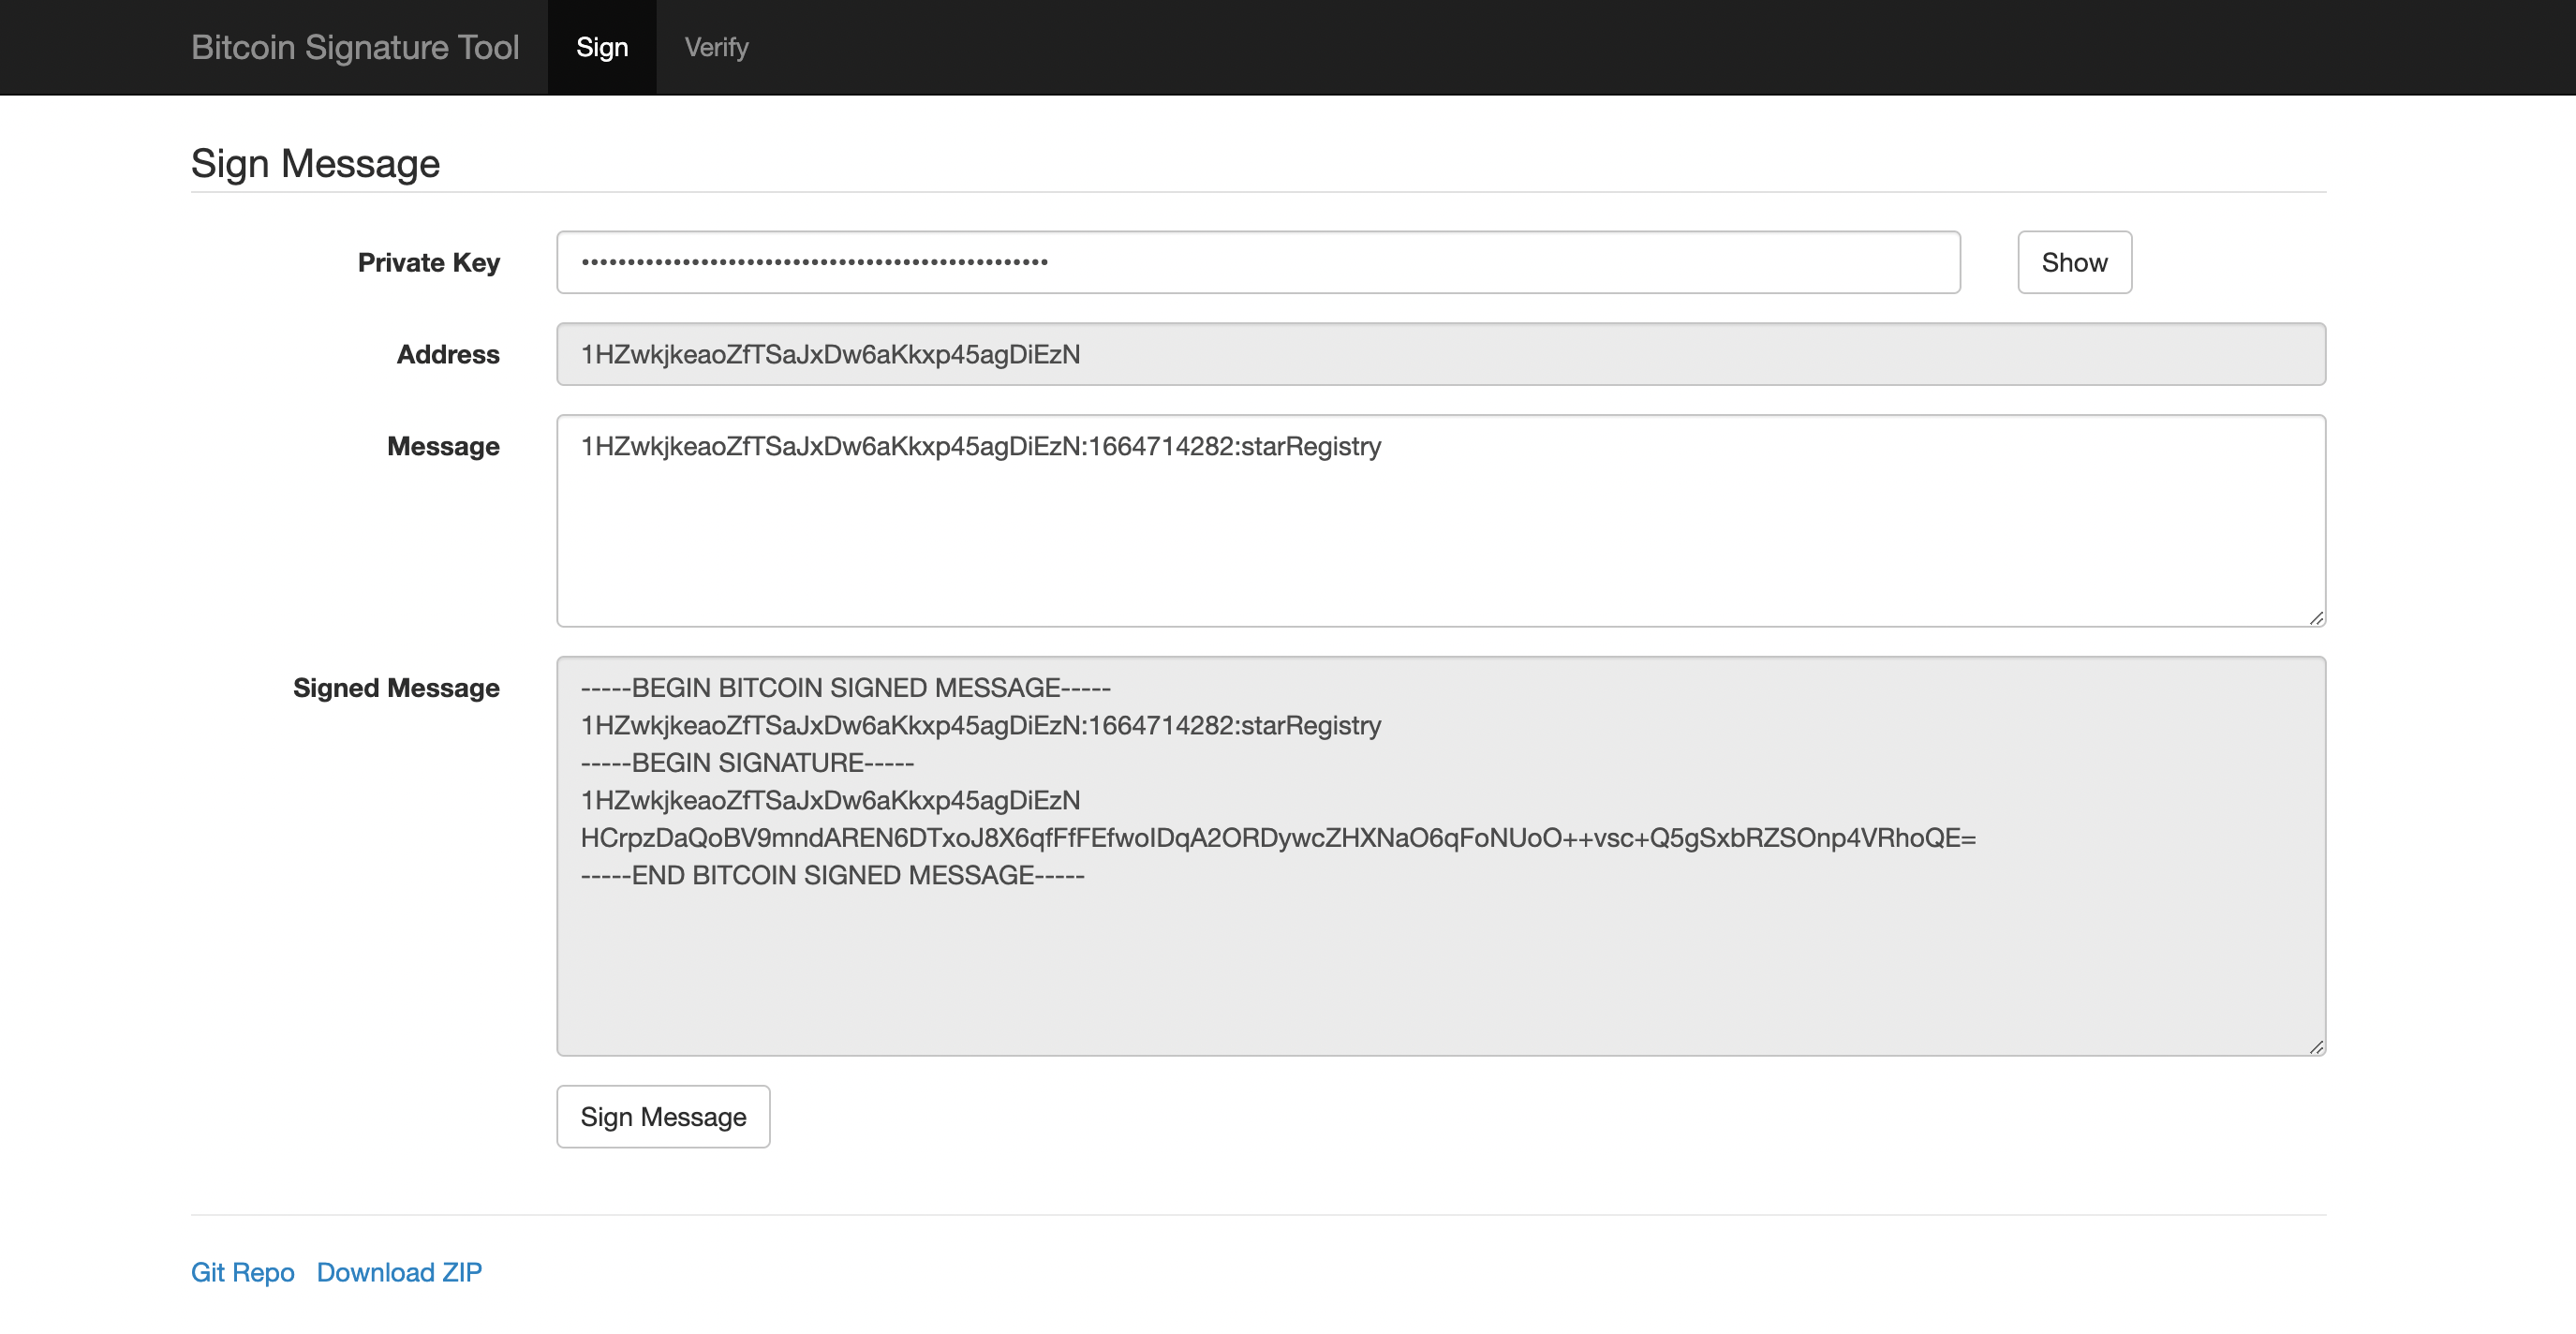 Bitcoin Signature Tool Sign Verify
Sign Message
Private Key ••••••••••••••••••••••••••••••••••••••••••••••••••• Show
Address 1HZwkjkeaoZfTSaJxDw6aKkxp45agDiEzN
Message 1HZwkjkeaoZfTSaJxDw6aKkxp45agDiEzN:1664714282:starRegistry
Signed Message -----BEGIN BITCOIN SIGNED MESSAGE-----
1HZwkjkeaoZfTSaJxDw6aKkxp45agDiEzN:1664714282:starRegistry
-----BEGIN SIGNATURE-----
1HZwkjkeaoZfTSaJxDw6aKkxp45agDiEzN
HCrpzDaQoBV9mndAREN6DTxoJ8X6qfFfFEfwoIDqA2ORDywcZHXNaO6qFoNUoO++vsc+Q5gSxbRZSOnp4VRhoQE=
-----END BITCOIN SIGNED MESSAGE-----
Sign Message
Git Repo Download ZIP